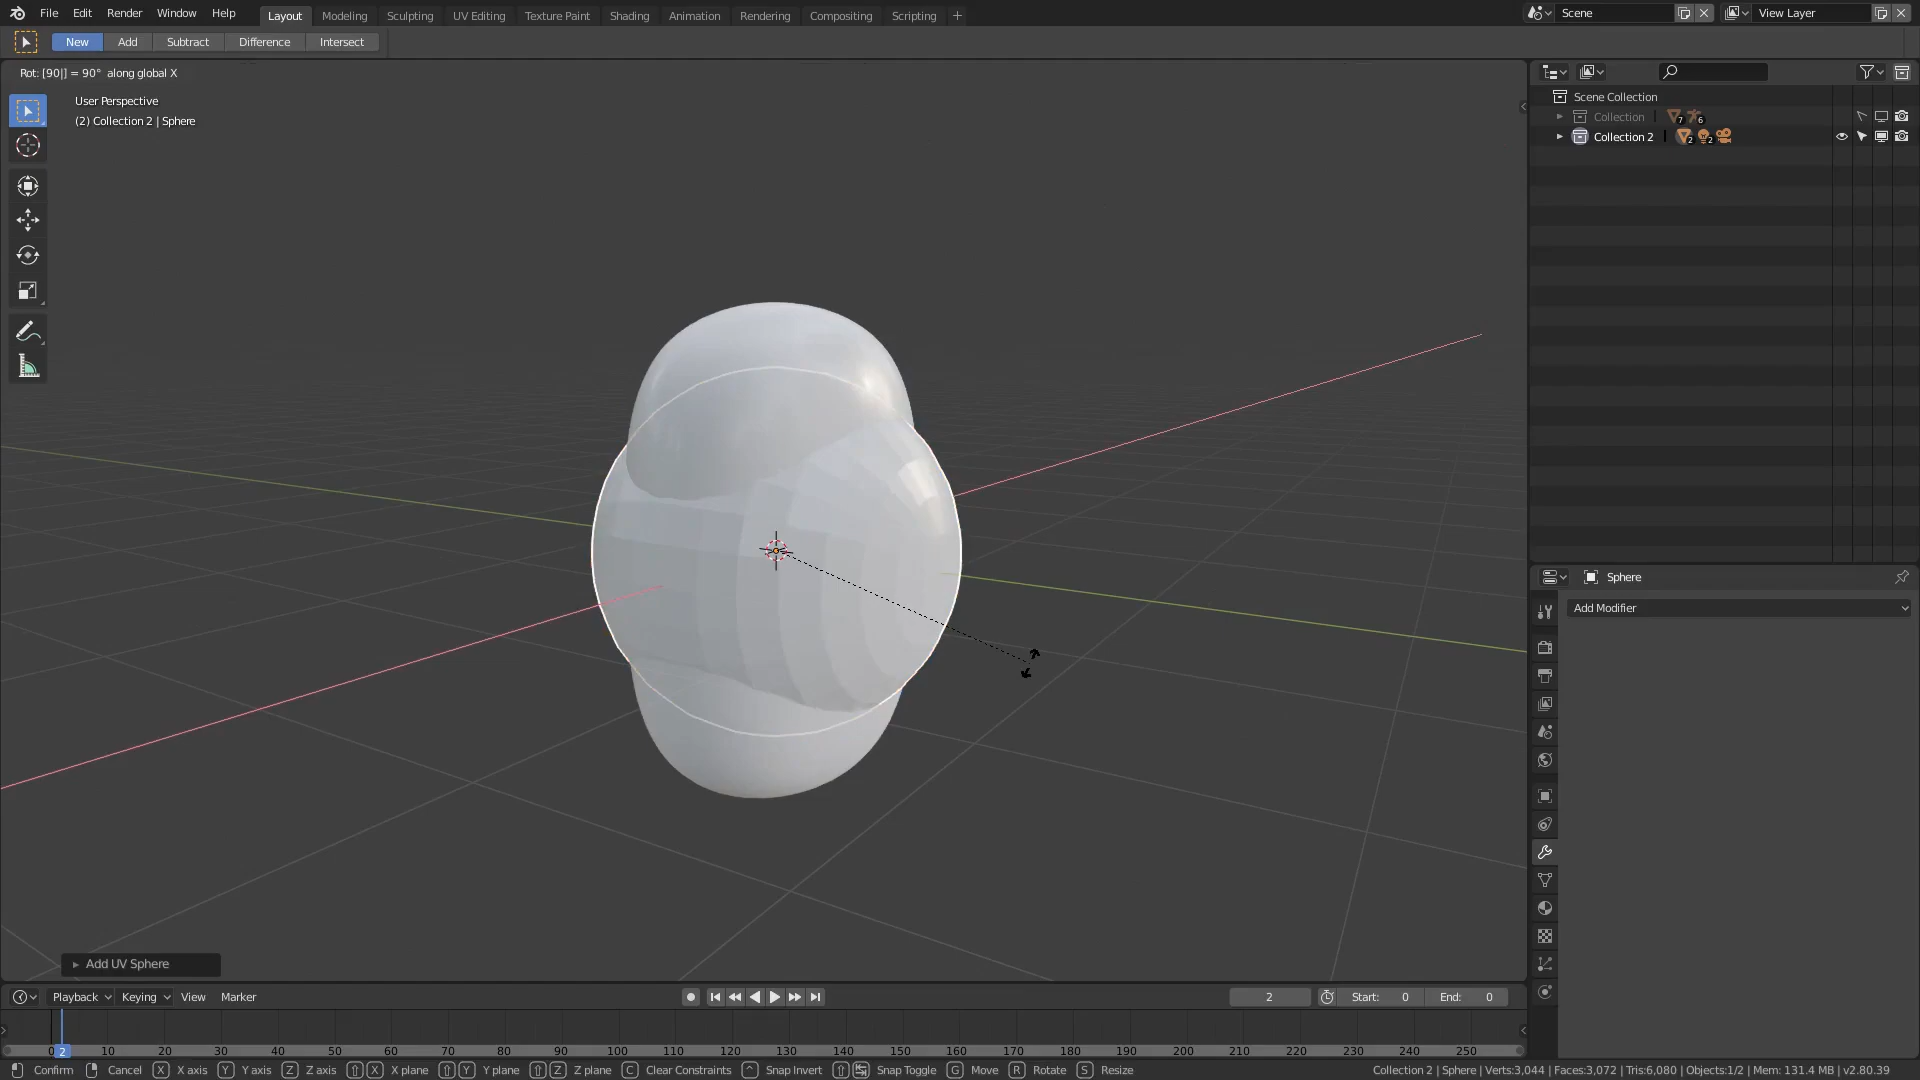 File Edit Render Window Help Layout Modeling Sculpting UV Editing Texture Paint Shading Animation Rendering Compositing Scripting + Scene View Layer
New Add Subtract Difference Intersect
Rot: [90|] = 90° along global X
User Perspective
(2) Collection 2 | Sphere
Scene Collection
Collection 7 6
Collection 2 2 2
Sphere
Add Modifier
Add UV Sphere
Playback Keying View Marker 2 Start: 0 End: 0
0 2 10 20 30 40 50 60 70 80 90 100 110 120 130 140 150 160 170 180 190 200 210 220 230 240 250
Confirm Cancel X X axis Y Y axis Z Z axis X X plane Y Y plane Z Z plane C Clear Constraints ^ Snap Invert Snap Toggle G Move R Rotate S Resize Collection 2 | Sphere | Verts:3,044 | Faces:3,072 | Tris:6,080 | Objects:1/2 | Mem: 131.4 MB | v2.80.39